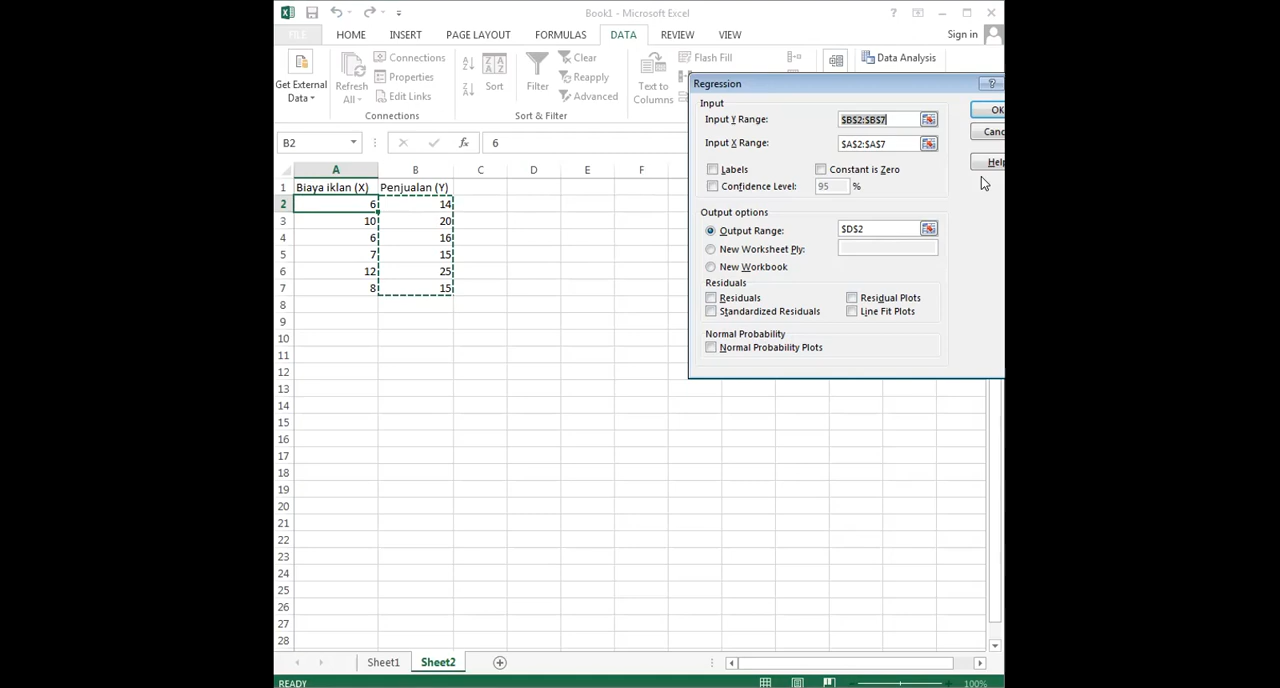 Book1 - Microsoft Excel
FILE HOME INSERT PAGE LAYOUT FORMULAS DATA REVIEW VIEW Sign in
Get External Data
Refresh All
Connections
Properties
Edit Links
Connections
Sort
Filter
Clear
Reapply
Advanced
Sort & Filter
Text to Columns
Flash Fill
Data Analysis
B2
6
A B C D E F
1 Biaya iklan (X) Penjualan (Y)
2 6 14
3 10 20
4 6 16
5 7 15
6 12 25
7 8 15
8
9
10
11
12
13
14
15
16
17
18
19
20
21
22
23
24
25
26
27
28
Regression
?
Input
Input Y Range: $B$2:$B$7
Input X Range: $A$2:$A$7
Labels Constant is Zero
Confidence Level: 95 %
Output options
Output Range: $D$2
New Worksheet Ply:
New Workbook
Residuals
Residuals Residual Plots
Standardized Residuals Line Fit Plots
Normal Probability
Normal Probability Plots
OK
Canc
Help
Sheet1 Sheet2
READY
100%